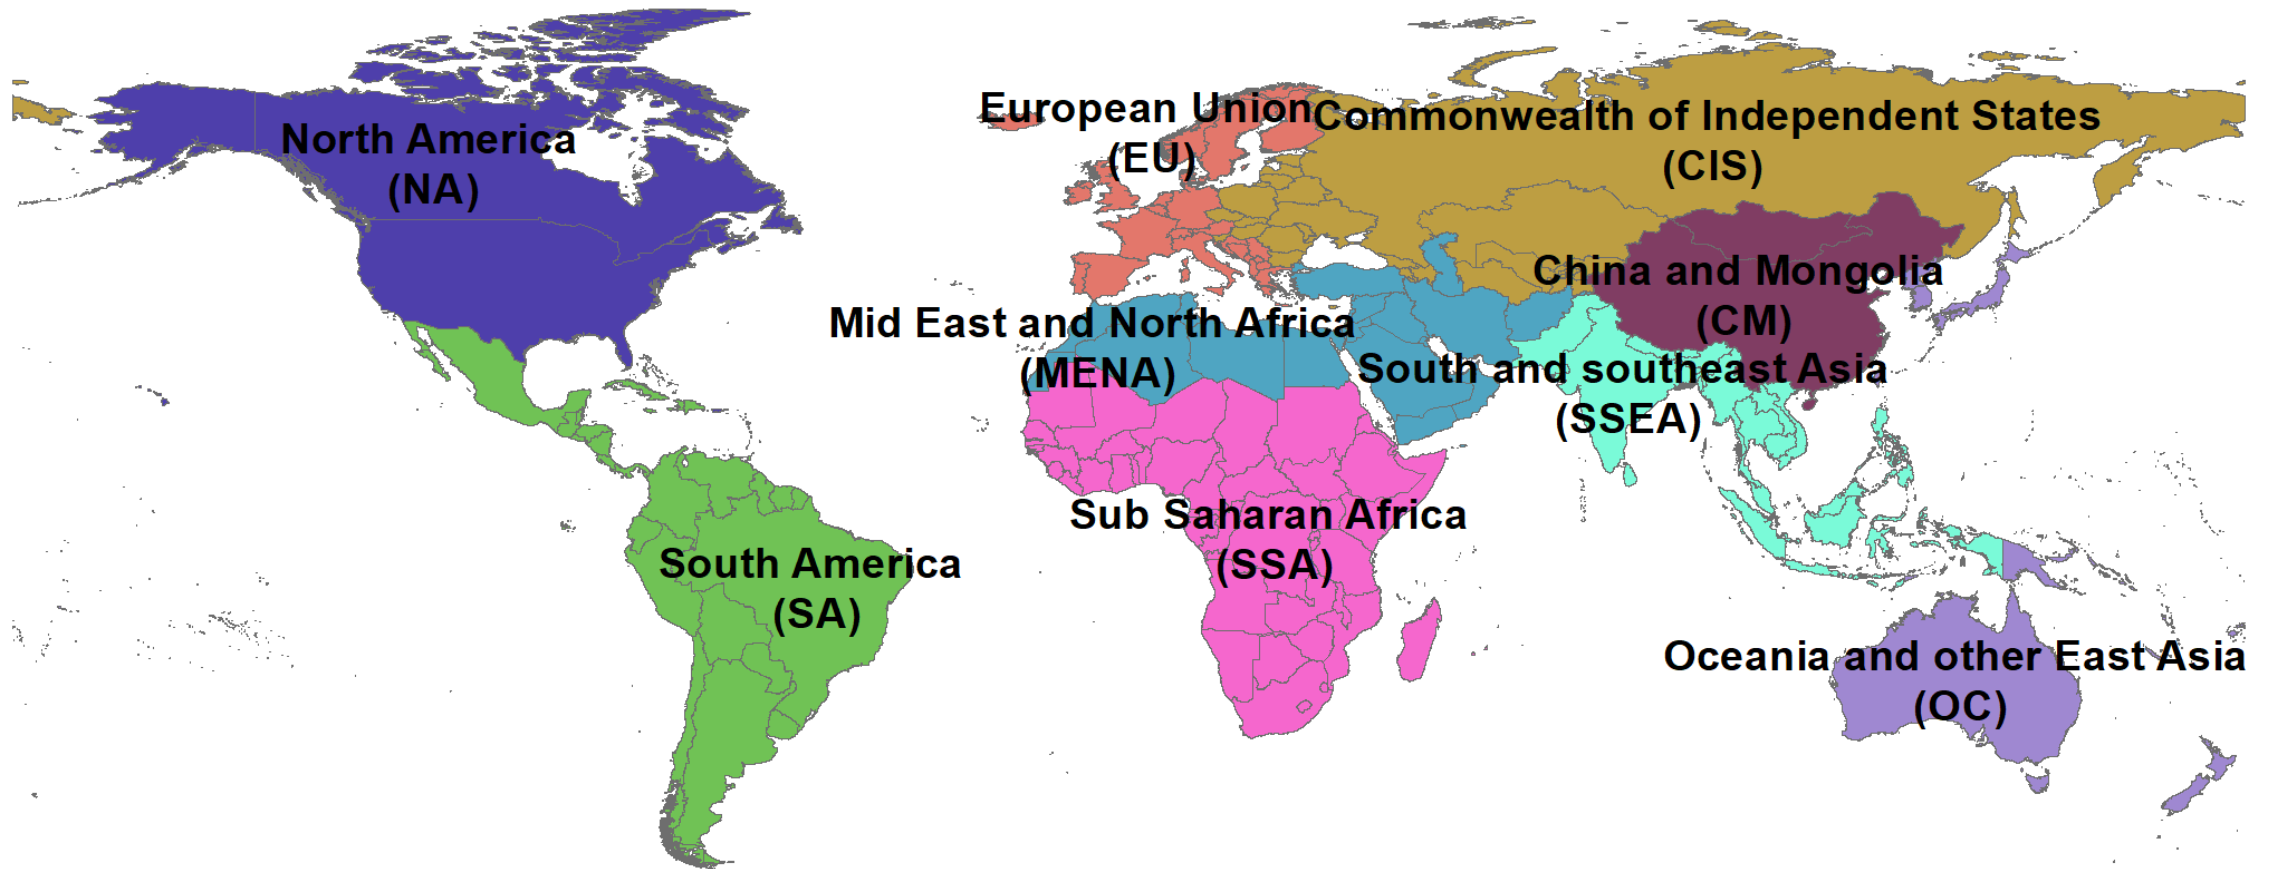 North America
(NA)
European Union
(EU)
Commonwealth of Independent States
(CIS)
China and Mongolia
(CM)
Mid East and North Africa
(MENA)
South and southeast Asia
(SSEA)
Sub Saharan Africa
(SSA)
South America
(SA)
Oceania and other East Asia
(OC)